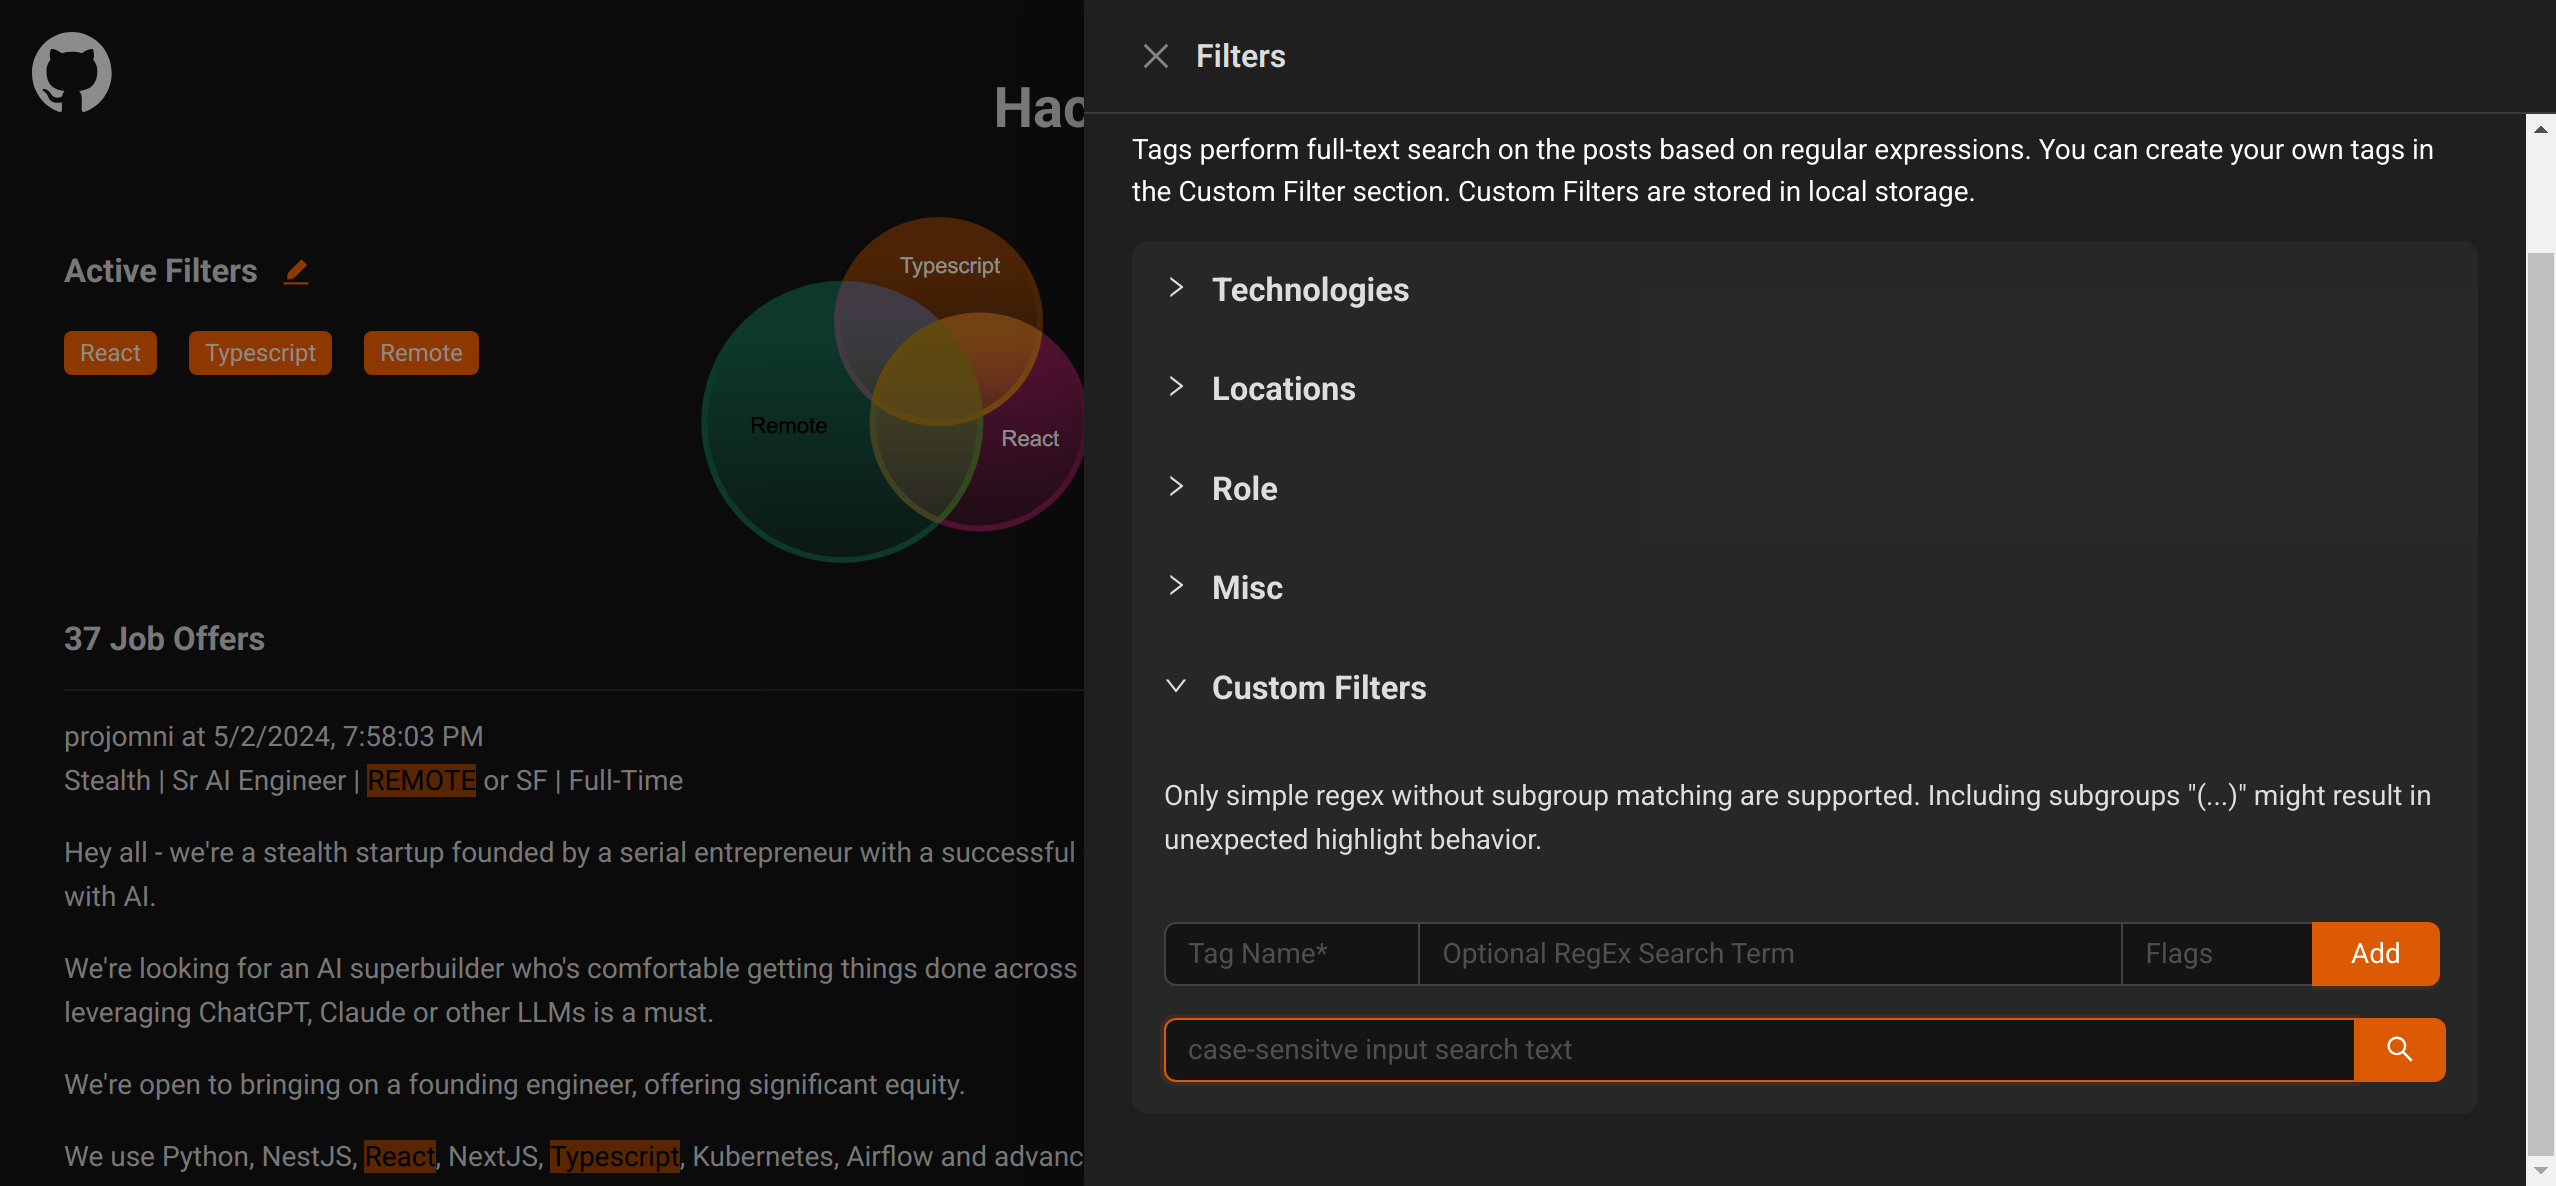 Hac
Active Filters
React
Typescript
Remote
Typescript
Remote
React
37 Job Offers
projomni at 5/2/2024, 7:58:03 PM
Stealth | Sr AI Engineer | REMOTE or SF | Full-Time
Hey all - we're a stealth startup founded by a serial entrepreneur with a successful
with AI.
We're looking for an AI superbuilder who's comfortable getting things done across
leveraging ChatGPT, Claude or other LLMs is a must.
We're open to bringing on a founding engineer, offering significant equity.
We use Python, NestJS, React, NextJS, Typescript, Kubernetes, Airflow and advanc
Filters
Tags perform full-text search on the posts based on regular expressions. You can create your own tags in
the Custom Filter section. Custom Filters are stored in local storage.
Technologies
Locations
Role
Misc
Custom Filters
Only simple regex without subgroup matching are supported. Including subgroups "(...)" might result in
unexpected highlight behavior.
Tag Name*
Optional RegEx Search Term
Flags
Add
case-sensitve input search text